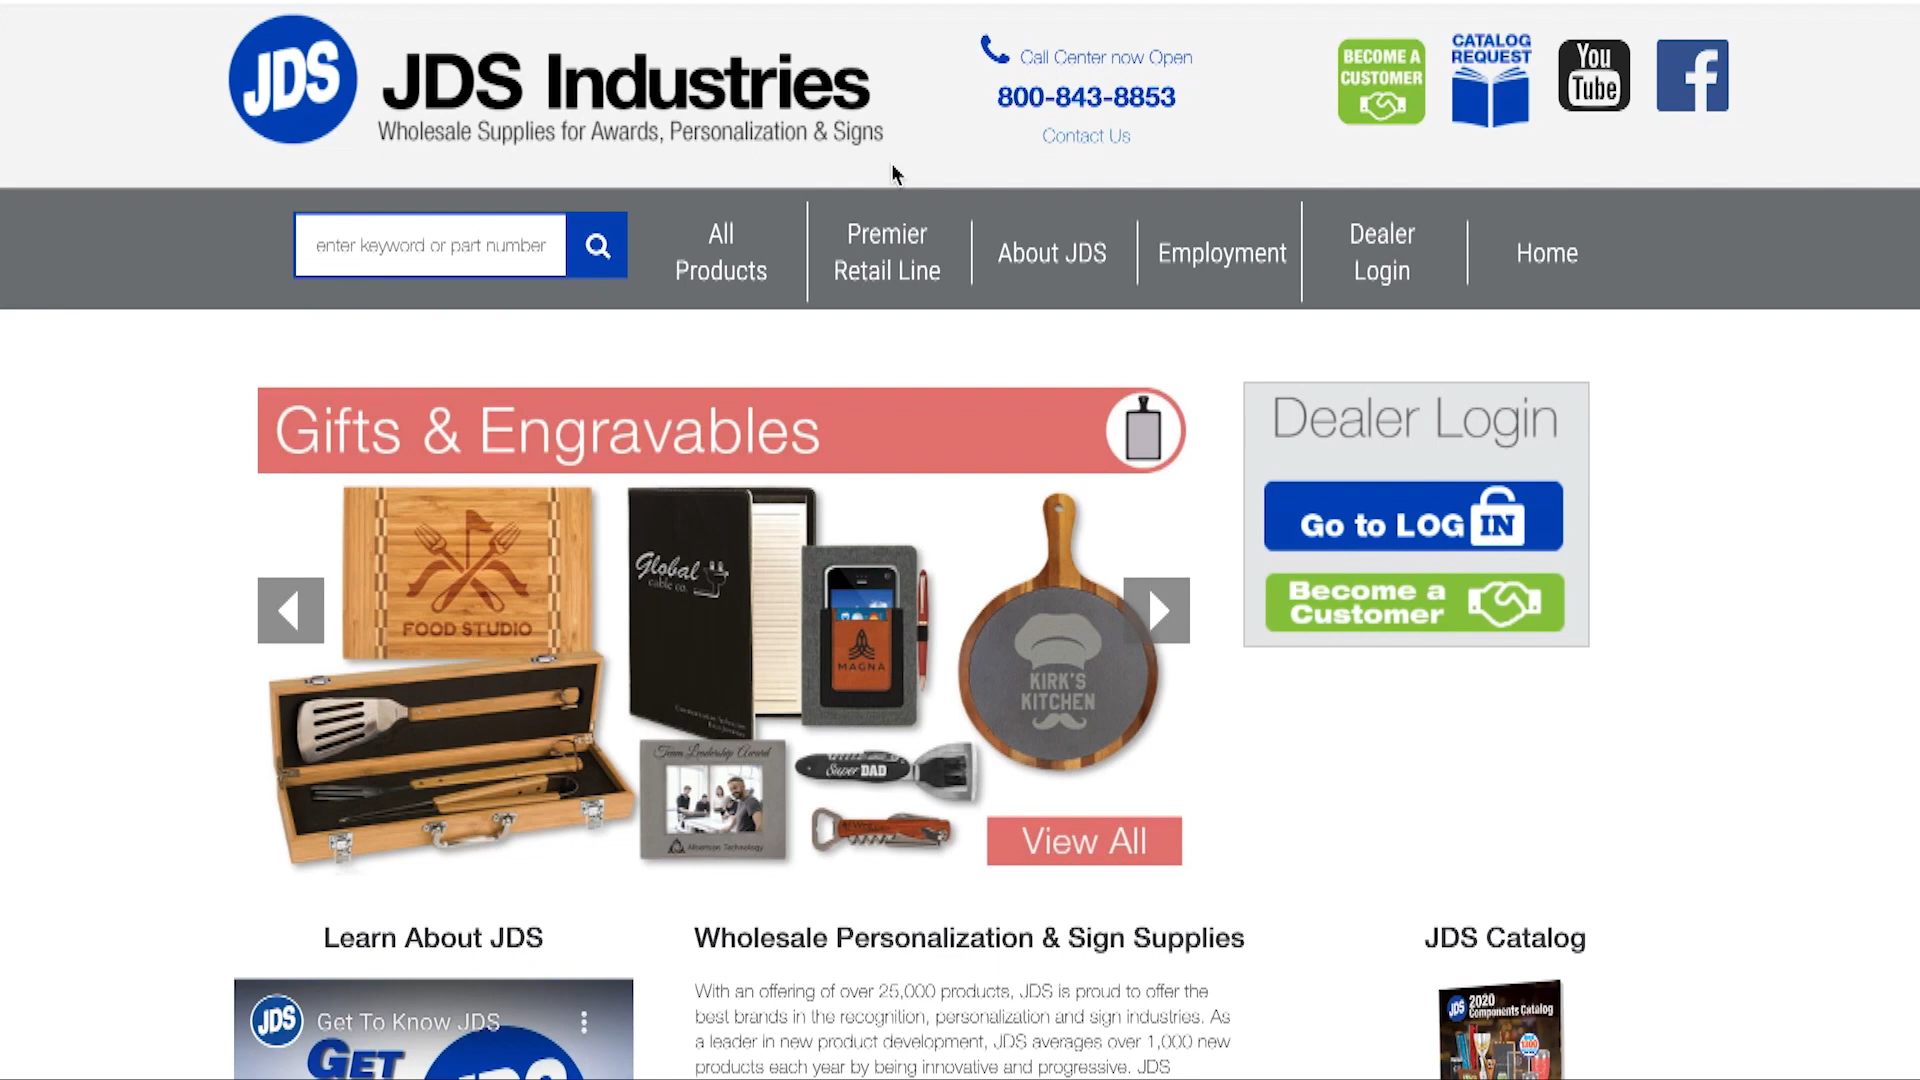 JDS
JDS Industries
Wholesale Supplies for Awards, Personalization & Signs
Call Center now Open
800-843-8853
Contact Us
BECOME A
CUSTOMER
CATALOG
REQUEST
You
Tube
f
enter keyword or part number
All
Products
Premier
Retail Line
About JDS
Employment
Dealer
Login
Home
Gifts & Engravables
FOOD STUDIO
Global
cable co.
MAGNA
KIRK'S
KITCHEN
Team Leadership Award
Super DAD
View All
Dealer Login
Go to LOG IN
Become a
Customer
Learn About JDS
JDS
Get To Know JDS
GET
Wholesale Personalization & Sign Supplies
With an offering of over 25,000 products, JDS is proud to offer the
best brands in the recognition, personalization and sign industries. As
a leader in new product development, JDS averages over 1,000 new
products each year by being innovative and progressive. JDS
JDS Catalog
JDS
2020
Components Catalog